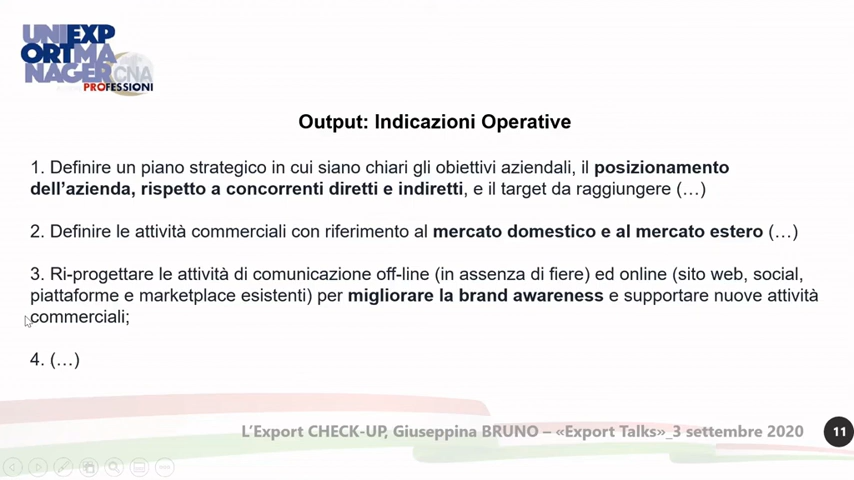 UNIEXP
ORTMA
NAGER CNA
PROFESSIONI
Output: Indicazioni Operative
1. Definire un piano strategico in cui siano chiari gli obiettivi aziendali, il posizionamento
dell’azienda, rispetto a concorrenti diretti e indiretti, e il target da raggiungere (…)
2. Definire le attività commerciali con riferimento al mercato domestico e al mercato estero (…)
3. Ri-progettare le attività di comunicazione off-line (in assenza di fiere) ed online (sito web, social,
piattaforme e marketplace esistenti) per migliorare la brand awareness e supportare nuove attività
commerciali;
4. (…)
L’Export CHECK-UP, Giuseppina BRUNO – «Export Talks»_3 settembre 2020
11